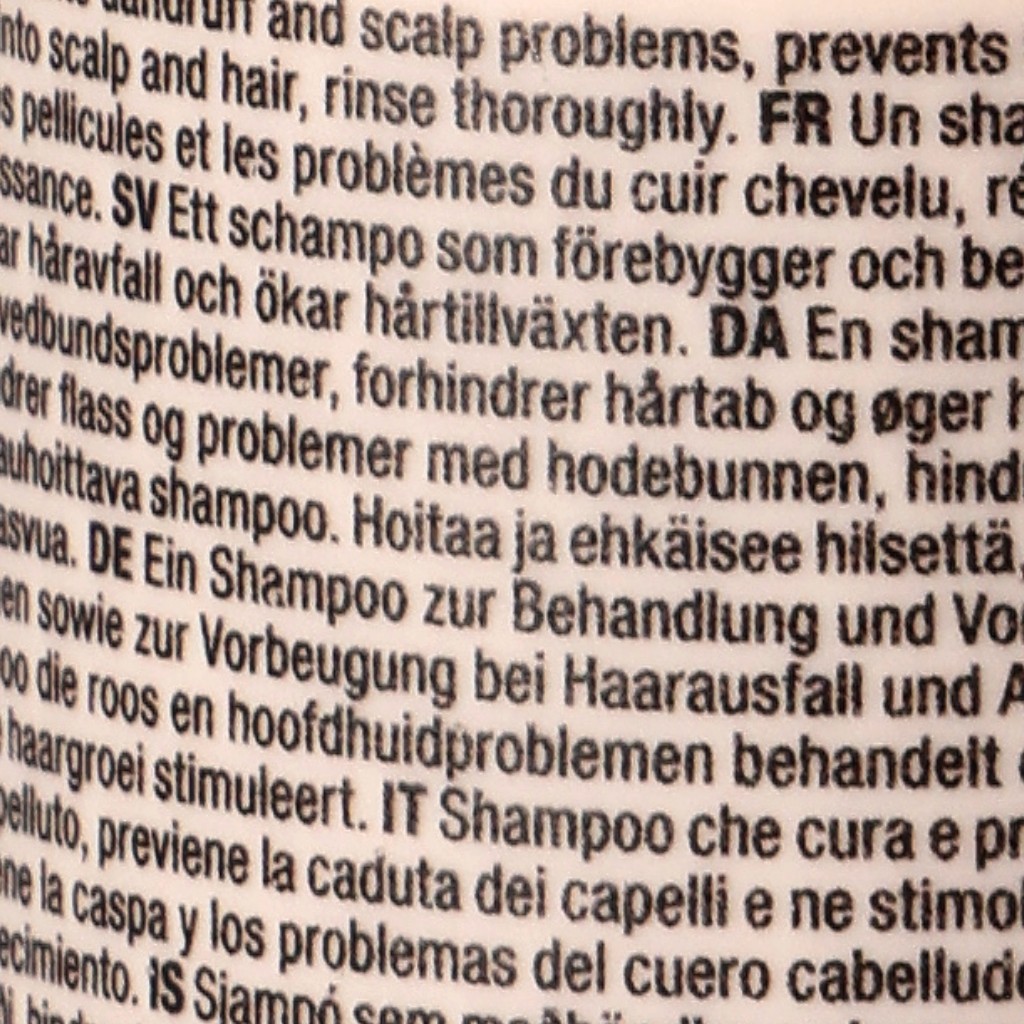 dandruff and scalp problems, prevents
into scalp and hair, rinse thoroughly. FR Un sha
s pellicules et les problèmes du cuir chevelu, ré
ssance. SV Ett schampo som förebygger och be
ar håravfall och ökar hårtillväxten. DA En sham
vedbundsproblemer, forhindrer hårtab og øger h
drer flass og problemer med hodebunnen, hind
auhoittava shampoo. Hoitaa ja ehkäisee hilsettä,
asvua. DE Ein Shampoo zur Behandlung und Vo
en sowie zur Vorbeugung bei Haarausfall und A
oo die roos en hoofdhuidproblemen behandelt
haargroei stimuleert. IT Shampoo che cura e pr
pelluto, previene la caduta dei capelli e ne stimol
ne la caspa y los problemas del cuero cabellud
ecimiento. IS Sjampó sem